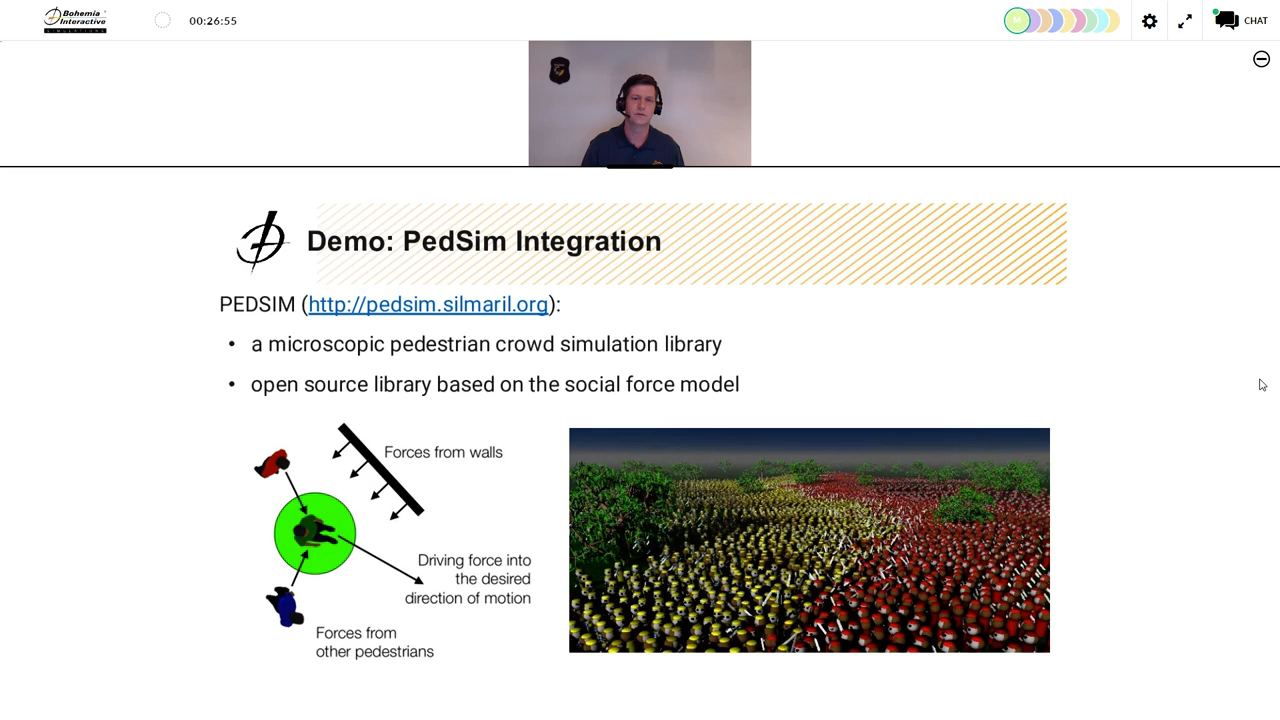 Bohemia
Interactive
SIMULATIONS
00:26:55
M
CHAT
Demo: PedSim Integration
PEDSIM (http://pedsim.silmaril.org):
• a microscopic pedestrian crowd simulation library
• open source library based on the social force model
Forces from walls
Driving force into
the desired
direction of motion
Forces from
other pedestrians